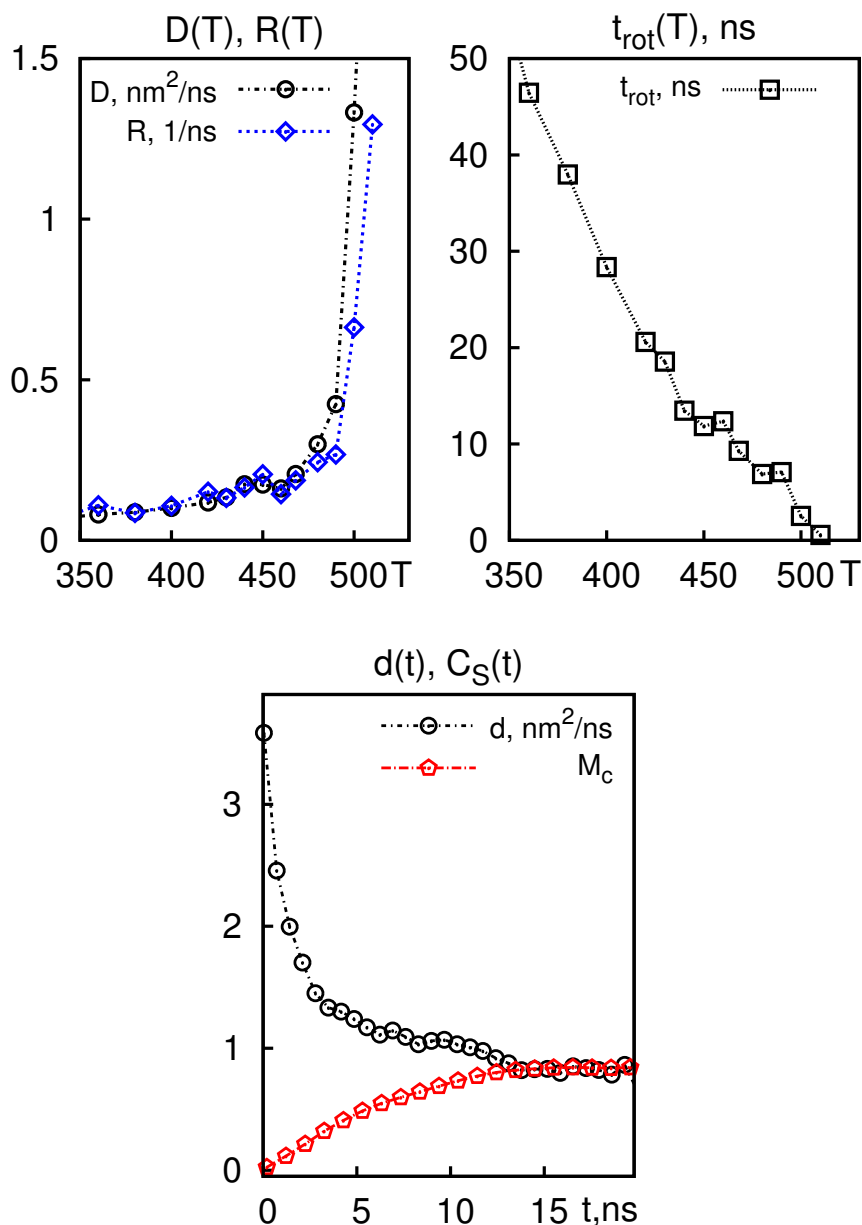 D(T), R(T)
1.5
1
0.5
0
D, nm²/ns
R, 1/ns
350 400 450 500 T
t_rot(T), ns
50
40
30
20
10
0
t_rot, ns
350 400 450 500 T
d(t), C_S(t)
3
2
1
0
d, nm²/ns
M_c
0 5 10 15 t,ns